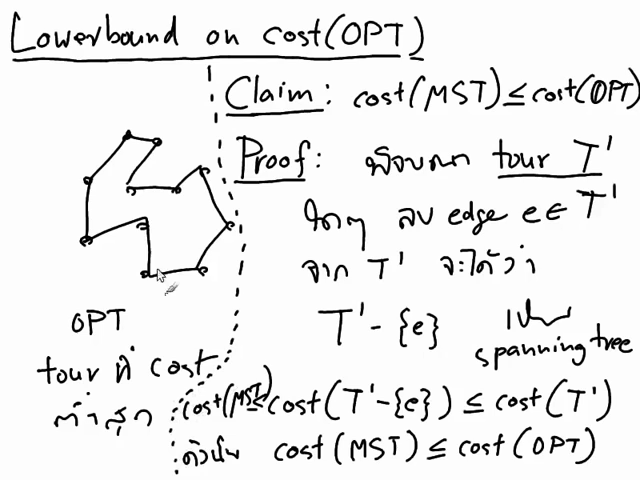 Lowerbound on cost(OPT)
Claim: cost(MST) ≤ cost(OPT)
Proof: พิจารณา tour T'
ใดๆ ลบ edge e ∈ T'
จาก T' จะได้ว่า
T' - {e} เป็น
spanning tree
cost(MST) ≤ cost(T' - {e}) ≤ cost(T')
ดังนั้น cost(MST) ≤ cost(OPT)
OPT
tour ที่ cost
ต่ำสุด